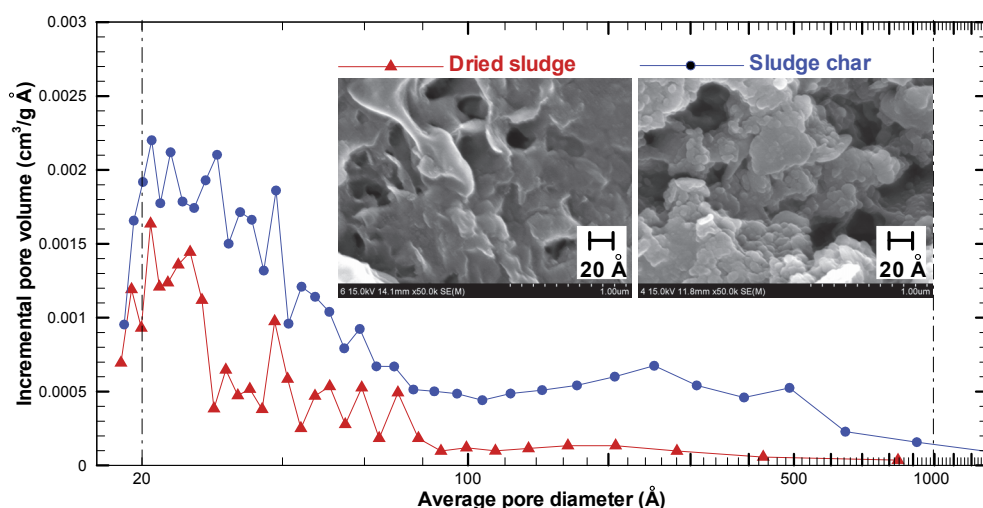 Incremental pore volume (cm³/g Å)
0.003
0.0025
0.002
0.0015
0.001
0.0005
0
Dried sludge
Sludge char
20 Å
20 Å
6 15.0kV 14.1mm x50.0k SE(M) 1.00um
4 15.0kV 11.8mm x50.0k SE(M) 1.00um
20 100 500 1000
Average pore diameter (Å)